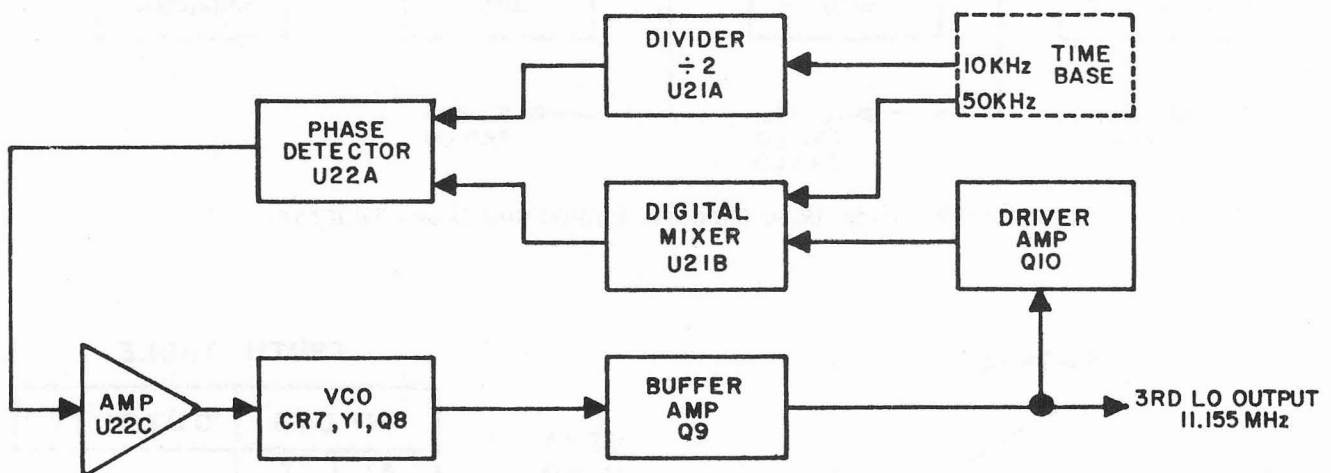 DIVIDER
÷2
U21A
10KHz
TIME
BASE
50KHz
PHASE
DETECTOR
U22A
DIGITAL
MIXER
U21B
DRIVER
AMP
Q10
AMP
U22C
VCO
CR7, Y1, Q8
BUFFER
AMP
Q9
3RD LO OUTPUT
11.155 MHz